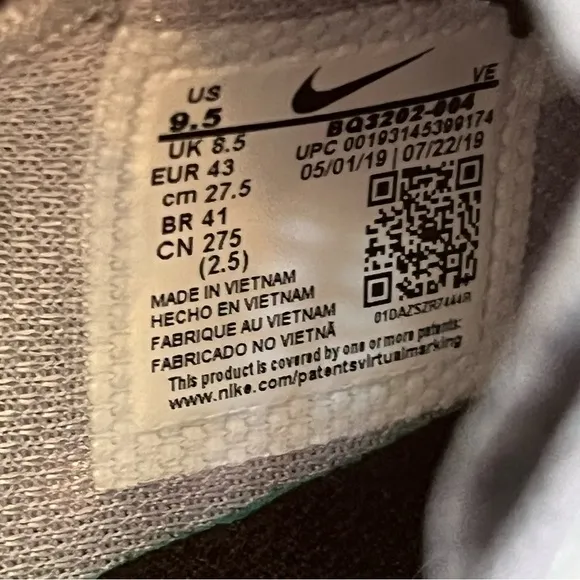 US
9.5
UK 8.5
EUR 43
cm 27.5
BR 41
CN 275
(2.5)
VE
BQ3202-004
UPC 00193145399174
05/01/19 | 07/22/19
01DAZSZR7444R
MADE IN VIETNAM
HECHO EN VIETNAM
FABRIQUE AU VIETNAM
FABRICADO NO VIETNÃ
This product is covered by one or more patents:
www.nike.com/patentsvirtualmarking